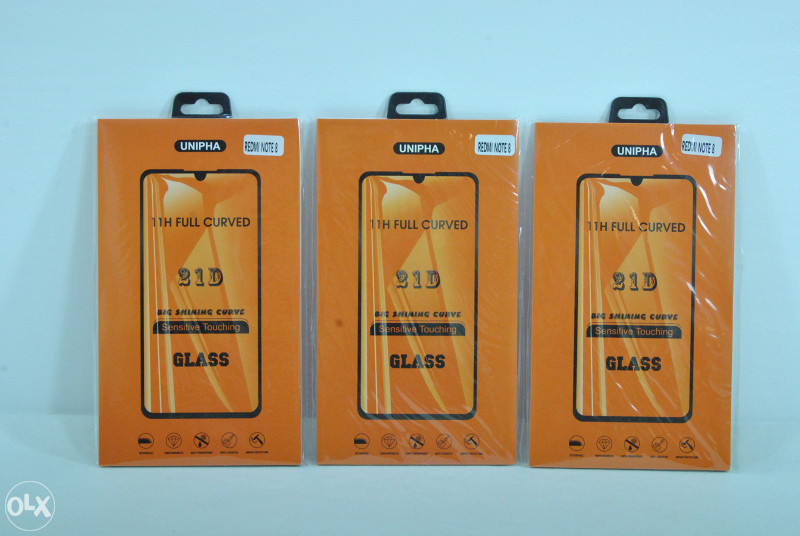 UNIPHA
REDMI NOTE 8
11H FULL CURVED
21D
BIG SHINING CURVE
Sensitive Touching
GLASS
UNIPHA
REDMI NOTE 8
11H FULL CURVED
21D
BIG SHINING CURVE
Sensitive Touching
GLASS
UNIPHA
REDMI NOTE 8
11H FULL CURVED
21D
BIG SHINING CURVE
Sensitive Touching
GLASS
OLX